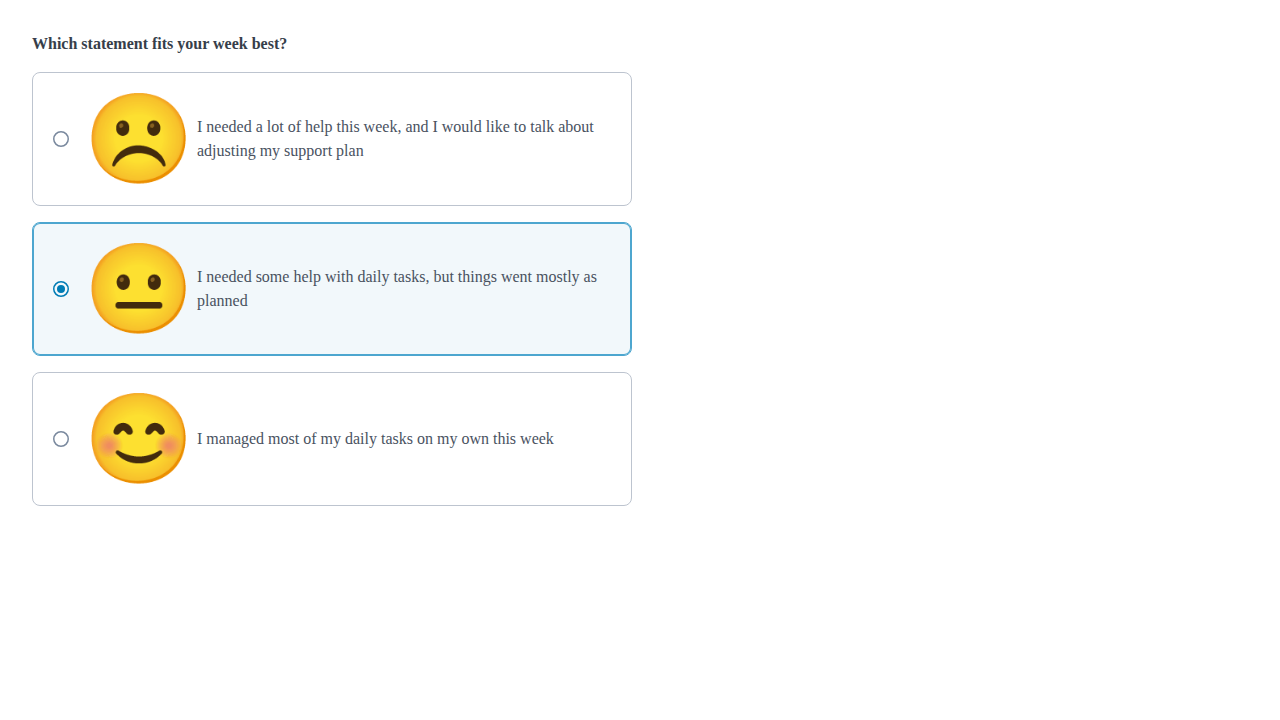 Which statement fits your week best?
I needed a lot of help this week, and I would like to talk about
adjusting my support plan
I needed some help with daily tasks, but things went mostly as
planned
I managed most of my daily tasks on my own this week